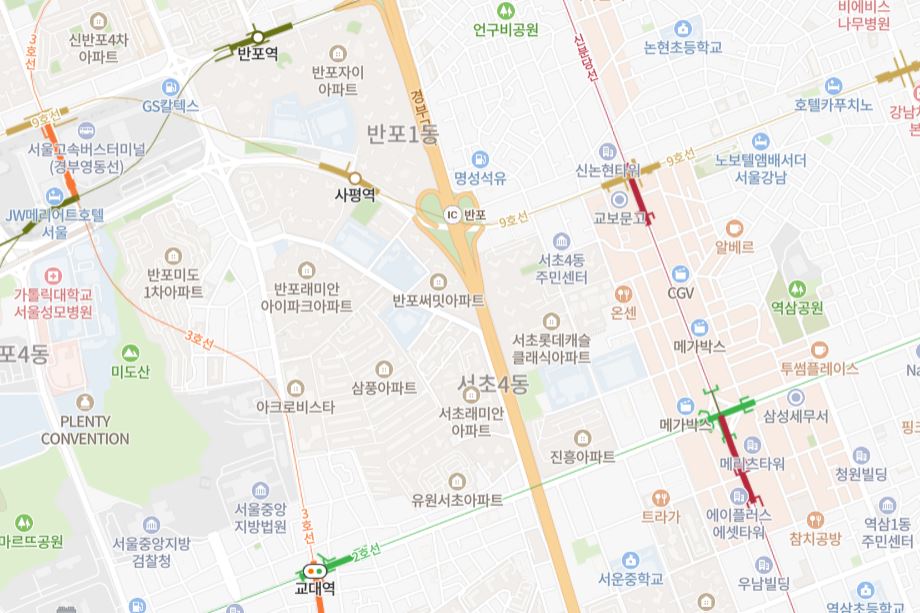 신반포4차
아파트
3호선
반포역
언구비공원
비에비스
나무병원
논현초등학교
신분당선
반포자이
아파트
GS칼텍스
경부
호텔카푸치노
9호선
반포1동
서울고속버스터미널
(경부영동선)
명성석유
신논현타워
9호선
노보텔앰배서더
서울강남
사평역
JW메리어트호텔
서울
IC 반포
9호선
교보문고
알베르
서초4동
주민센터
가톨릭대학교
서울성모병원
반포미도
1차아파트
반포래미안
아이파크아파트
반포써밋아파트
CGV
온센
역삼공원
3호선
포4동
미도산
서초롯데캐슬
클래식아파트
메가박스
투썸플레이스
삼풍아파트
서초4동
아크로비스타
서초래미안
아파트
PLENTY
CONVENTION
메가박스
삼성세무서
진흥아파트
메리츠타워
청원빌딩
유원서초아파트
서울중앙
지방법원
3호선
트라가
에이플러스
에셋타워
참치공방
역삼1동
주민센터
마르뜨공원
서울중앙지방
검찰청
2호선
교대역
서운중학교
우남빌딩
역삼초등학교